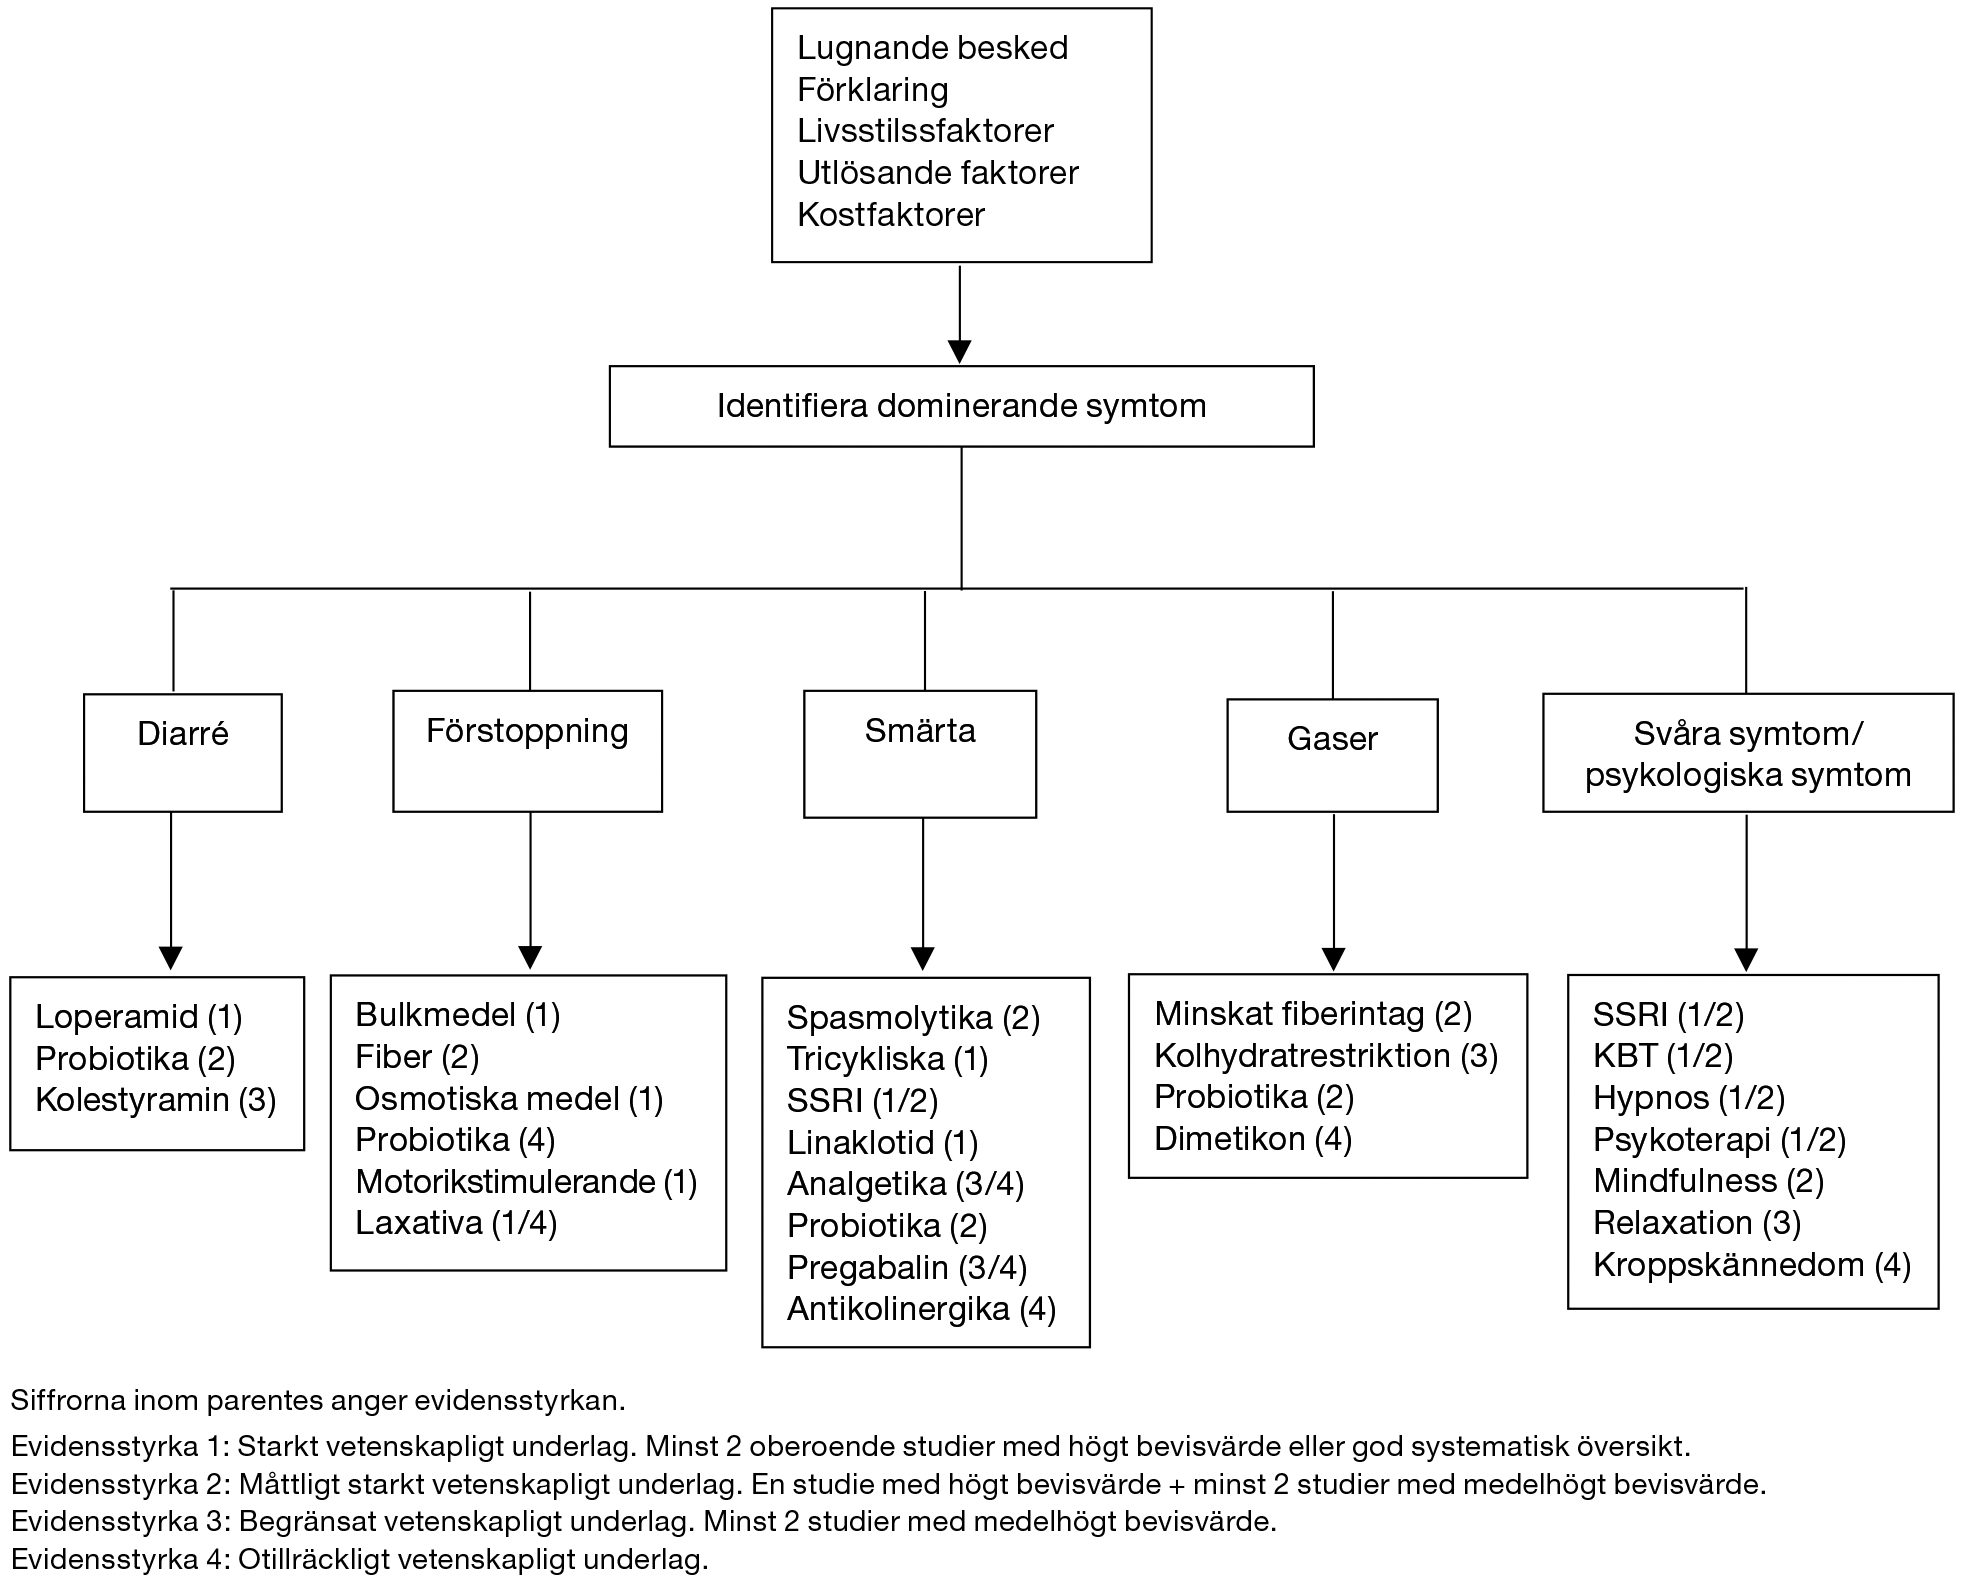 Lugnande besked
Förklaring
Livsstilssfaktorer
Utlösande faktorer
Kostfaktorer
Identifiera dominerande symtom
Diarré
Förstoppning
Smärta
Gaser
Svåra symtom/
psykologiska symtom
Loperamid (1)
Probiotika (2)
Kolestyramin (3)
Bulkmedel (1)
Fiber (2)
Osmotiska medel (1)
Probiotika (4)
Motorikstimulerande (1)
Laxativa (1/4)
Spasmolytika (2)
Tricykliska (1)
SSRI (1/2)
Linaklotid (1)
Analgetika (3/4)
Probiotika (2)
Pregabalin (3/4)
Antikolinergika (4)
Minskat fiberintag (2)
Kolhydratrestriktion (3)
Probiotika (2)
Dimetikon (4)
SSRI (1/2)
KBT (1/2)
Hypnos (1/2)
Psykoterapi (1/2)
Mindfulness (2)
Relaxation (3)
Kroppskännedom (4)
Siffrorna inom parentes anger evidensstyrkan.
Evidensstyrka 1: Starkt vetenskapligt underlag. Minst 2 oberoende studier med högt bevisvärde eller god systematisk översikt.
Evidensstyrka 2: Måttligt starkt vetenskapligt underlag. En studie med högt bevisvärde + minst 2 studier med medelhögt bevisvärde.
Evidensstyrka 3: Begränsat vetenskapligt underlag. Minst 2 studier med medelhögt bevisvärde.
Evidensstyrka 4: Otillräckligt vetenskapligt underlag.